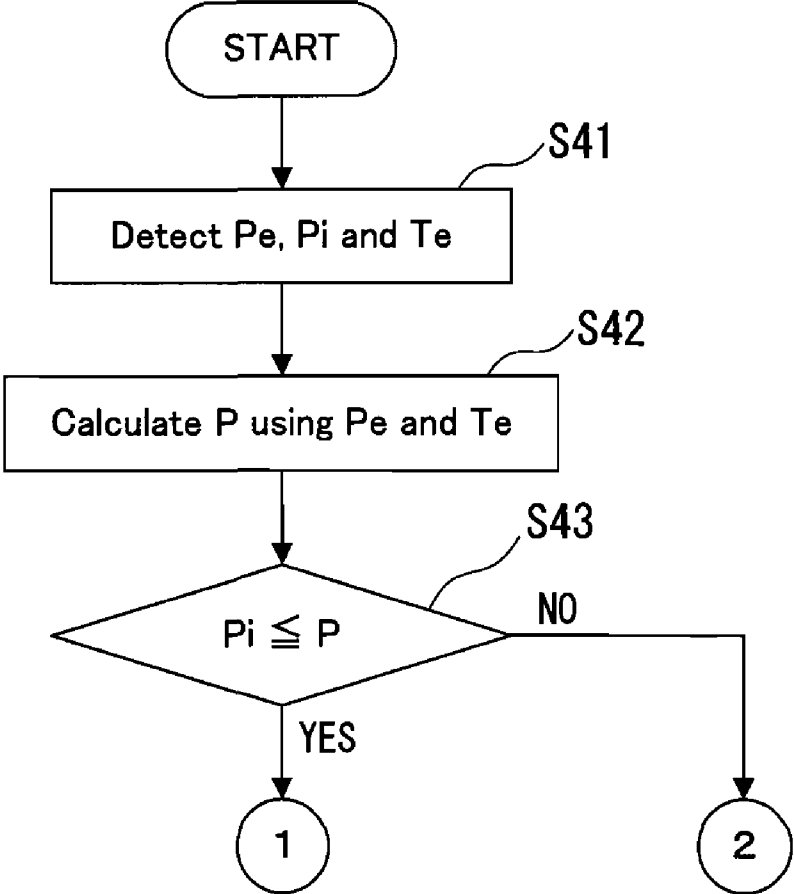 START
S41
Detect Pe, Pi and Te
S42
Calculate P using Pe and Te
S43
Pi ≦ P
NO
YES
1
2